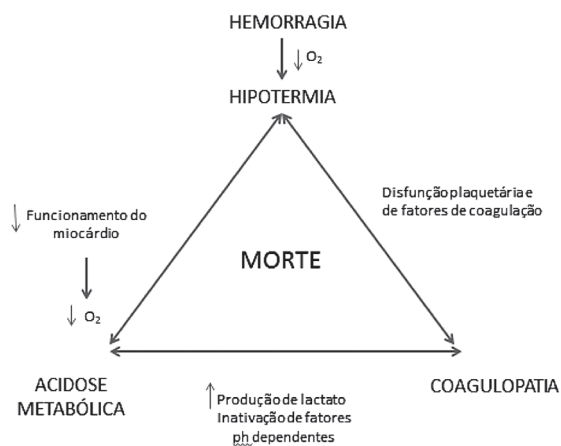 HEMORRAGIA
↓ O₂
HIPOTERMIA
Disfunção plaquetária e
de fatores de coagulação
↓ Funcionamento do
miocárdio
MORTE
↓ O₂
ACIDOSE
METABÓLICA
↑ Produção de lactato
Inativação de fatores
ph dependentes
COAGULOPATIA